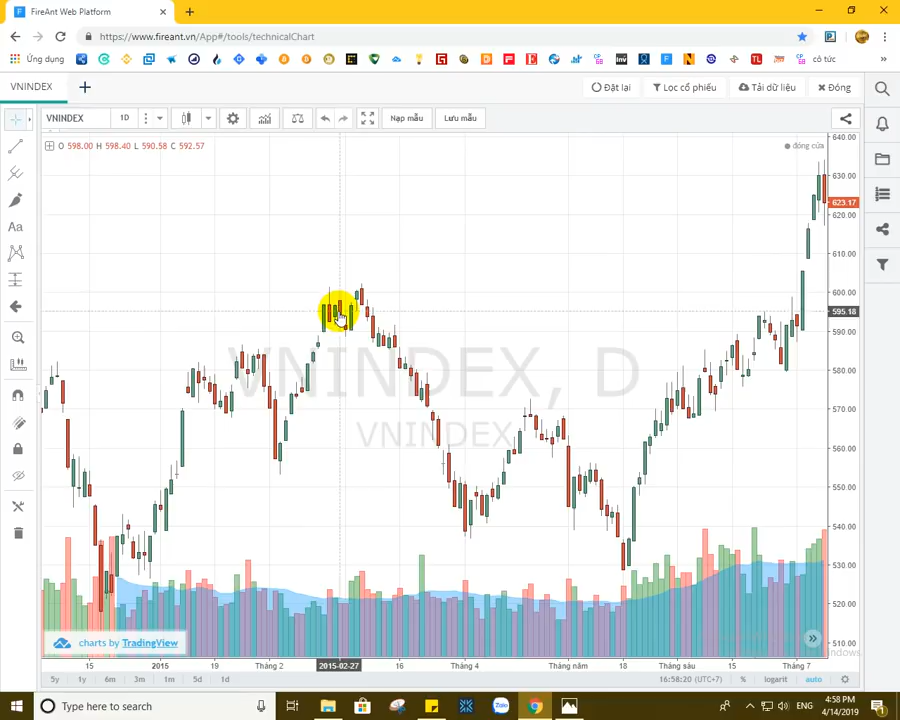 FireAnt Web Platform
https://www.fireant.vn/App#/tools/technicalChart
Ứng dụng
cổ tức
VNINDEX
Đặt lại
Lọc cổ phiếu
Tải dữ liệu
Đóng
VNINDEX 1D
Nạp mẫu
Lưu mẫu
O 598.00 H 598.40 L 590.58 C 592.57
đóng cửa
640.00
630.00
623.17
620.00
610.00
600.00
595.18
590.00
580.00
570.00
560.00
550.00
540.00
530.00
520.00
510.00
VNINDEX, D
VNINDEX
charts by TradingView
15 2015 19 Tháng 2 2015-02-27 16 Tháng 4 Tháng năm 18 Tháng sáu 15 Tháng 7
5y 1y 6m 3m 1m 5d 1d
16:58:20 (UTC+7) % logarit auto
Type here to search
Zalo
ENG
4:58 PM
4/14/2019